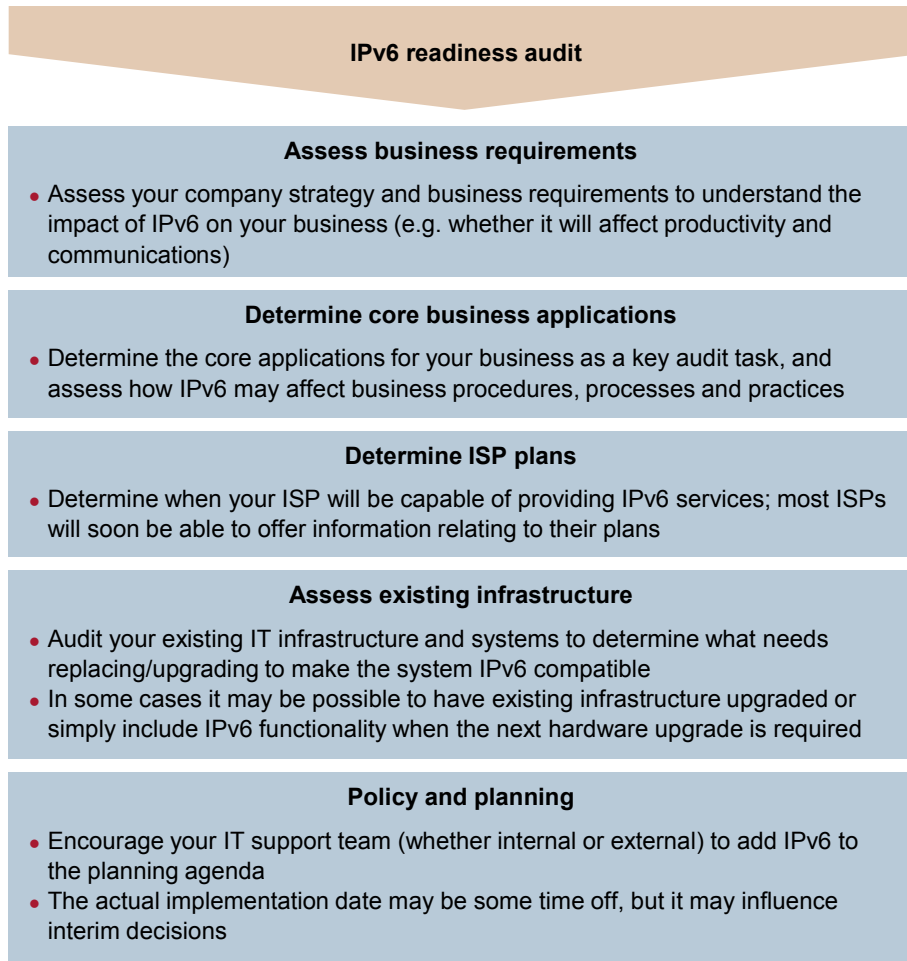 IPv6 readiness audit
Assess business requirements
• Assess your company strategy and business requirements to understand the
impact of IPv6 on your business (e.g. whether it will affect productivity and
communications)
Determine core business applications
• Determine the core applications for your business as a key audit task, and
assess how IPv6 may affect business procedures, processes and practices
Determine ISP plans
• Determine when your ISP will be capable of providing IPv6 services; most ISPs
will soon be able to offer information relating to their plans
Assess existing infrastructure
• Audit your existing IT infrastructure and systems to determine what needs
replacing/upgrading to make the system IPv6 compatible
• In some cases it may be possible to have existing infrastructure upgraded or
simply include IPv6 functionality when the next hardware upgrade is required
Policy and planning
• Encourage your IT support team (whether internal or external) to add IPv6 to
the planning agenda
• The actual implementation date may be some time off, but it may influence
interim decisions